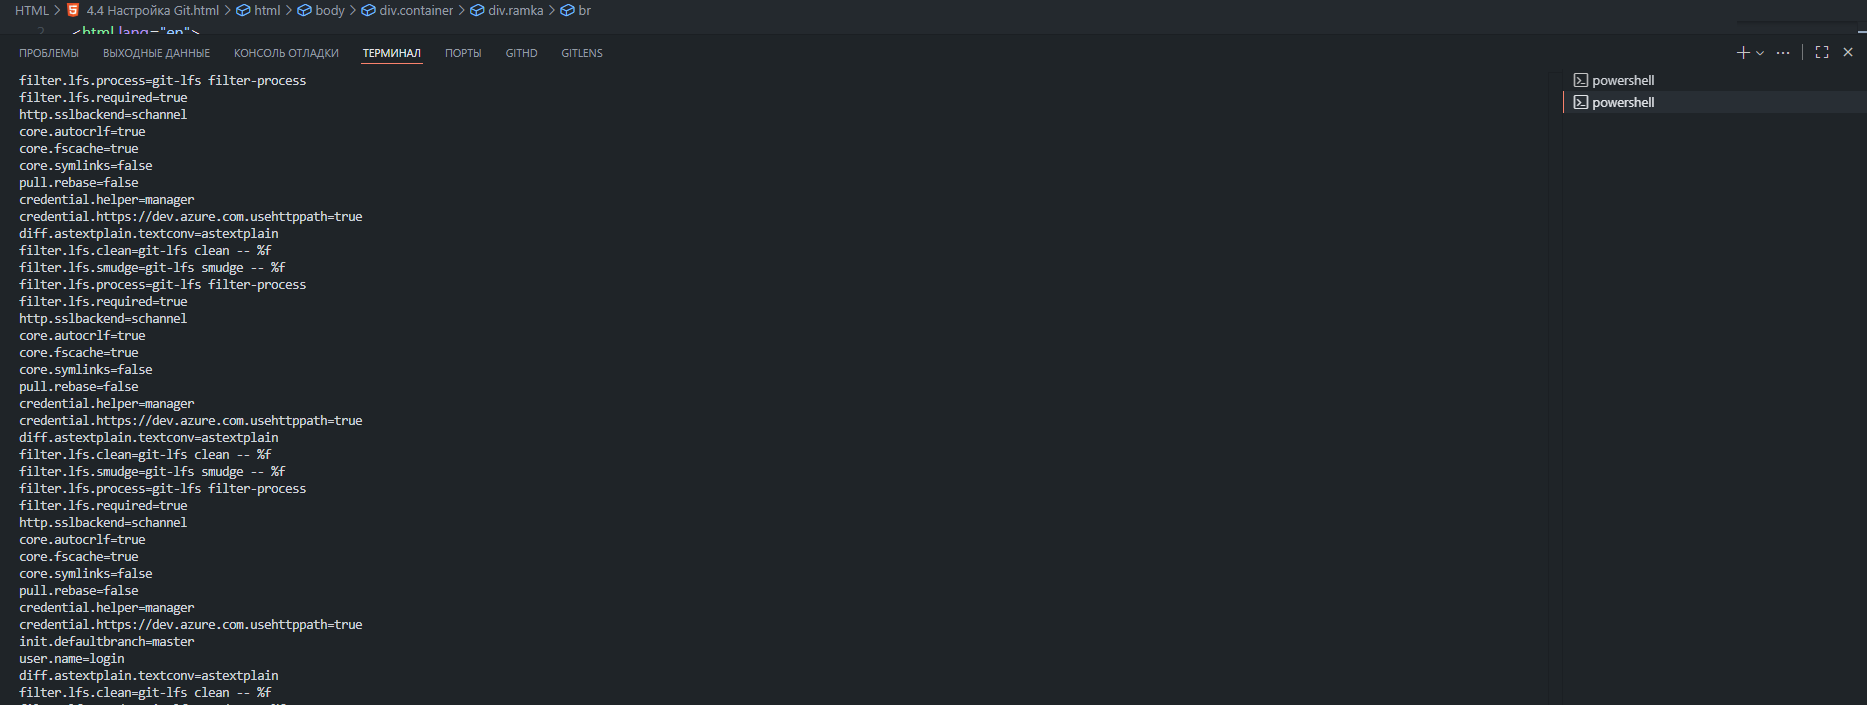 HTML > 4.4 Настройка Git.html > html > body > div.container > div.ramka > br
2 <html lang="en">
ПРОБЛЕМЫ ВЫХОДНЫЕ ДАННЫЕ КОНСОЛЬ ОТЛАДКИ ТЕРМИНАЛ ПОРТЫ GITHD GITLENS
filter.lfs.process=git-lfs filter-process
filter.lfs.required=true
http.sslbackend=schannel
core.autocrlf=true
core.fscache=true
core.symlinks=false
pull.rebase=false
credential.helper=manager
credential.https://dev.azure.com.usehttppath=true
diff.astextplain.textconv=astextplain
filter.lfs.clean=git-lfs clean -- %f
filter.lfs.smudge=git-lfs smudge -- %f
filter.lfs.process=git-lfs filter-process
filter.lfs.required=true
http.sslbackend=schannel
core.autocrlf=true
core.fscache=true
core.symlinks=false
pull.rebase=false
credential.helper=manager
credential.https://dev.azure.com.usehttppath=true
diff.astextplain.textconv=astextplain
filter.lfs.clean=git-lfs clean -- %f
filter.lfs.smudge=git-lfs smudge -- %f
filter.lfs.process=git-lfs filter-process
filter.lfs.required=true
http.sslbackend=schannel
core.autocrlf=true
core.fscache=true
core.symlinks=false
pull.rebase=false
credential.helper=manager
credential.https://dev.azure.com.usehttppath=true
init.defaultbranch=master
user.name=login
diff.astextplain.textconv=astextplain
filter.lfs.clean=git-lfs clean -- %f
powershell
powershell